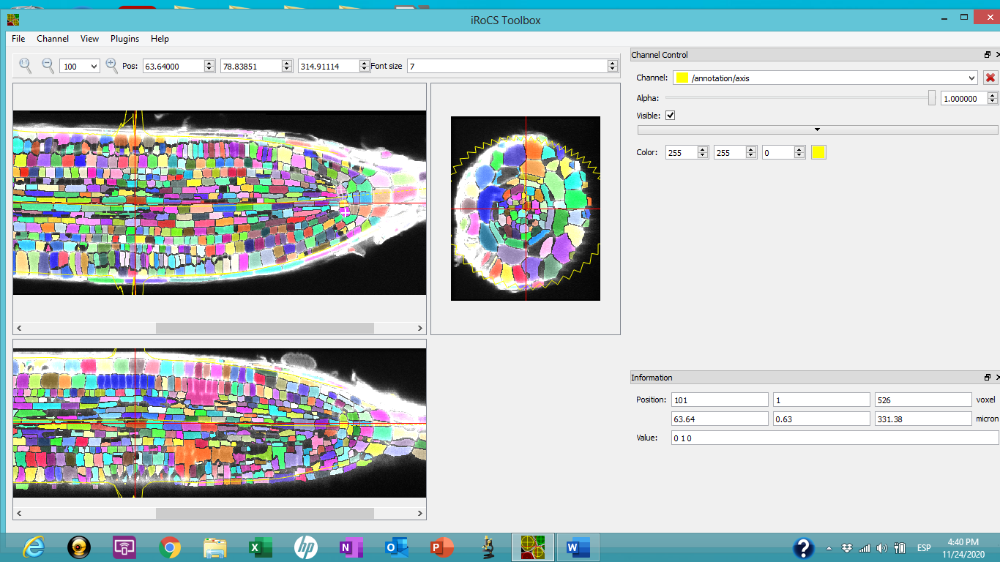 iRoCS Toolbox
File Channel View Plugins Help
1:1 100 Pos: 63.64000 78.83851 314.91114 Font size 7
Channel Control
Channel: /annotation/axis
Alpha: 1.000000
Visible:
Color: 255 255 0
Information
Position: 101 1 526 voxel
63.64 0.63 331.38 micron
Value: 0 1 0
ESP 4:40 PM
11/24/2020